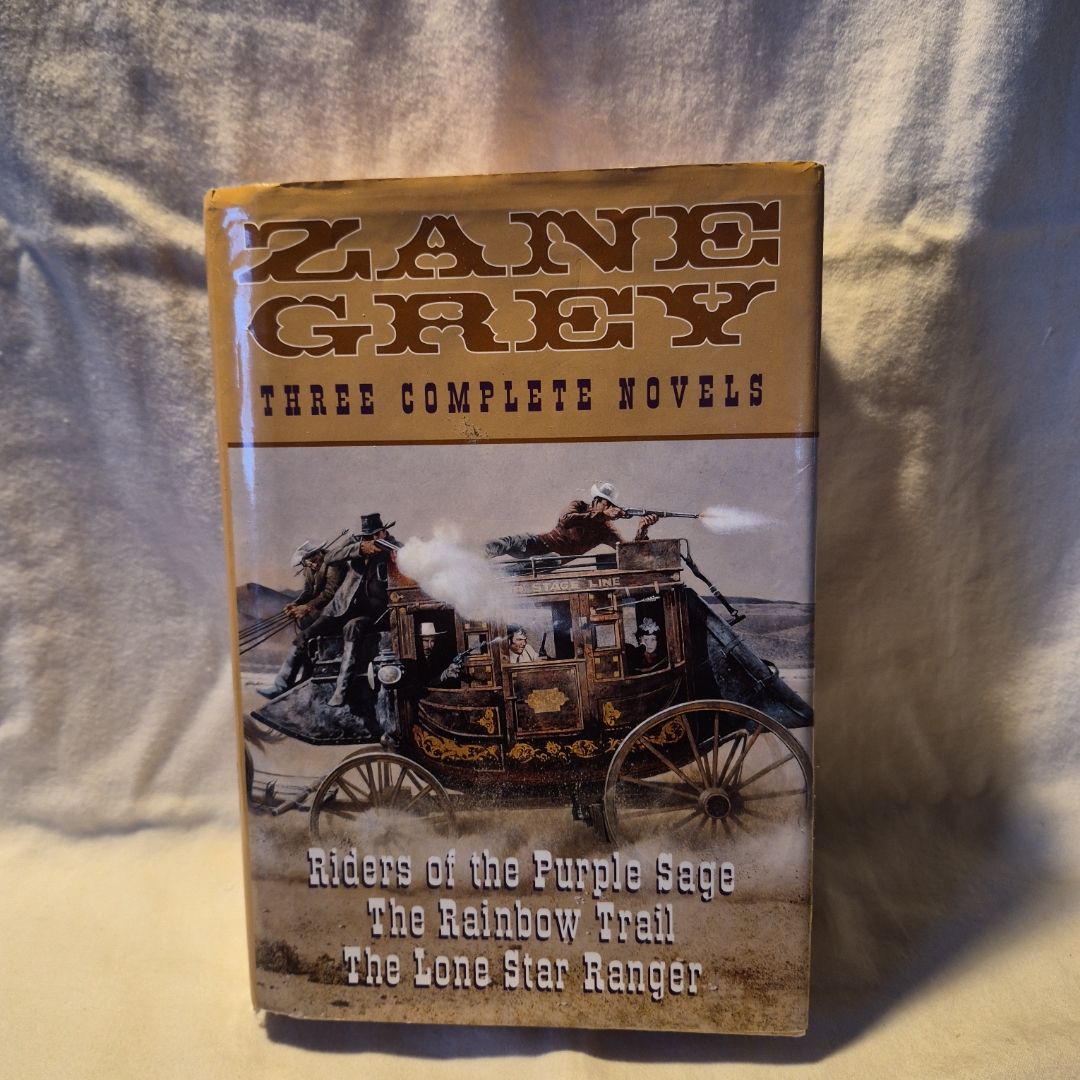 ZANE
GREY
THREE COMPLETE NOVELS
STAGE LINE
Riders of the Purple Sage
The Rainbow Trail
The Lone Star Ranger